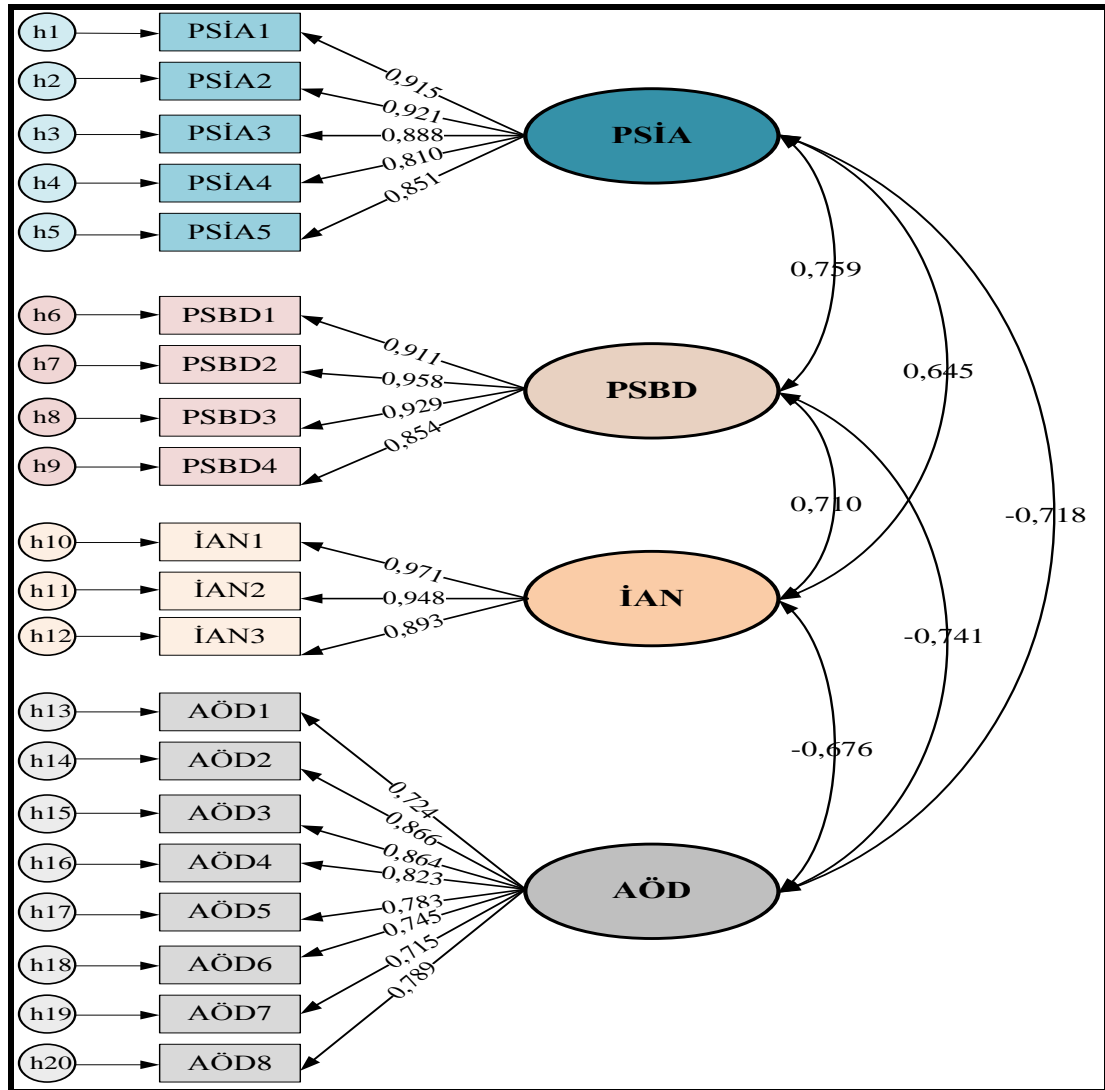 h1 PSİA1
h2 PSİA2
h3 PSİA3
h4 PSİA4
h5 PSİA5
0,915
0,921
0,888
0,810
0,851
PSİA
h6 PSBD1
h7 PSBD2
h8 PSBD3
h9 PSBD4
0,911
0,958
0,929
0,854
PSBD
h10 İAN1
h11 İAN2
h12 İAN3
0,971
0,948
0,893
İAN
h13 AÖD1
h14 AÖD2
h15 AÖD3
h16 AÖD4
h17 AÖD5
h18 AÖD6
h19 AÖD7
h20 AÖD8
0,724
0,866
0,864
0,823
0,783
0,745
0,715
0,789
AÖD
0,759
0,645
0,710
-0,718
-0,741
-0,676